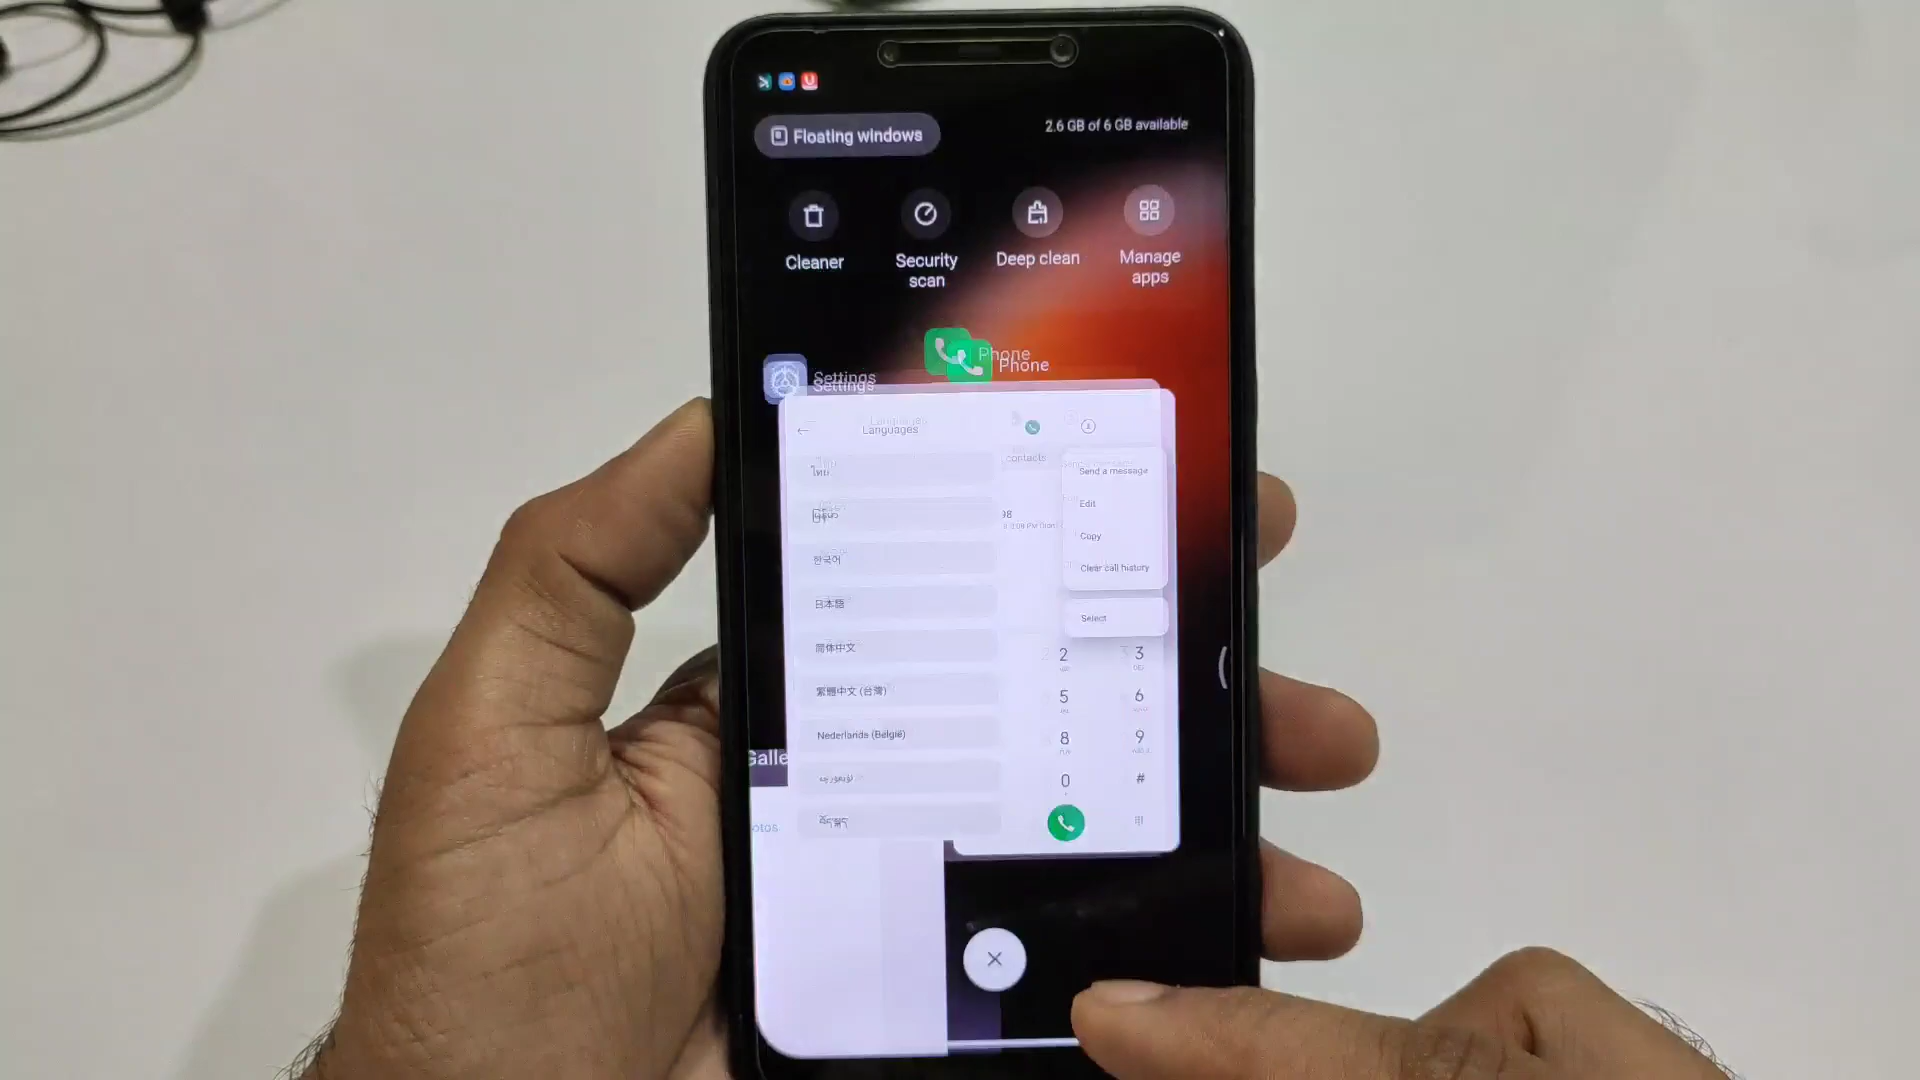 Floating windows
2.6 GB of 6 GB available
Cleaner
Security
scan
Deep clean
Manage
apps
Phone
Phone
Settings
Settings
Languages
Languages
contacts
ไทย
Send a message
Edit
98
Copy
한국어
Clear call history
日本語
Select
简体中文
2
3
繁體中文 (台灣)
5
6
Nederlands (België)
8
9
Galle
0
#
otos